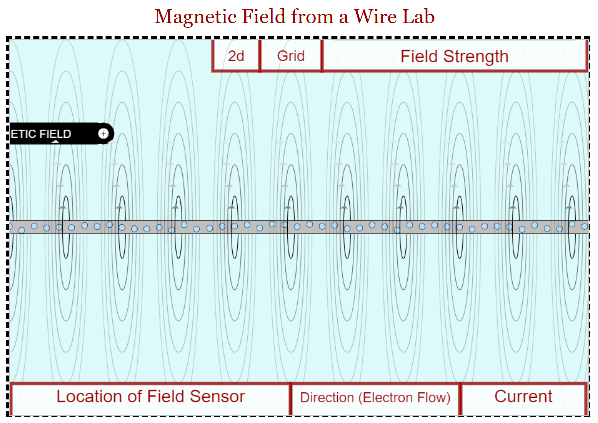 Magnetic Field from a Wire Lab
2d
Grid
Field Strength
ETIC FIELD
+
Location of Field Sensor
Direction (Electron Flow)
Current